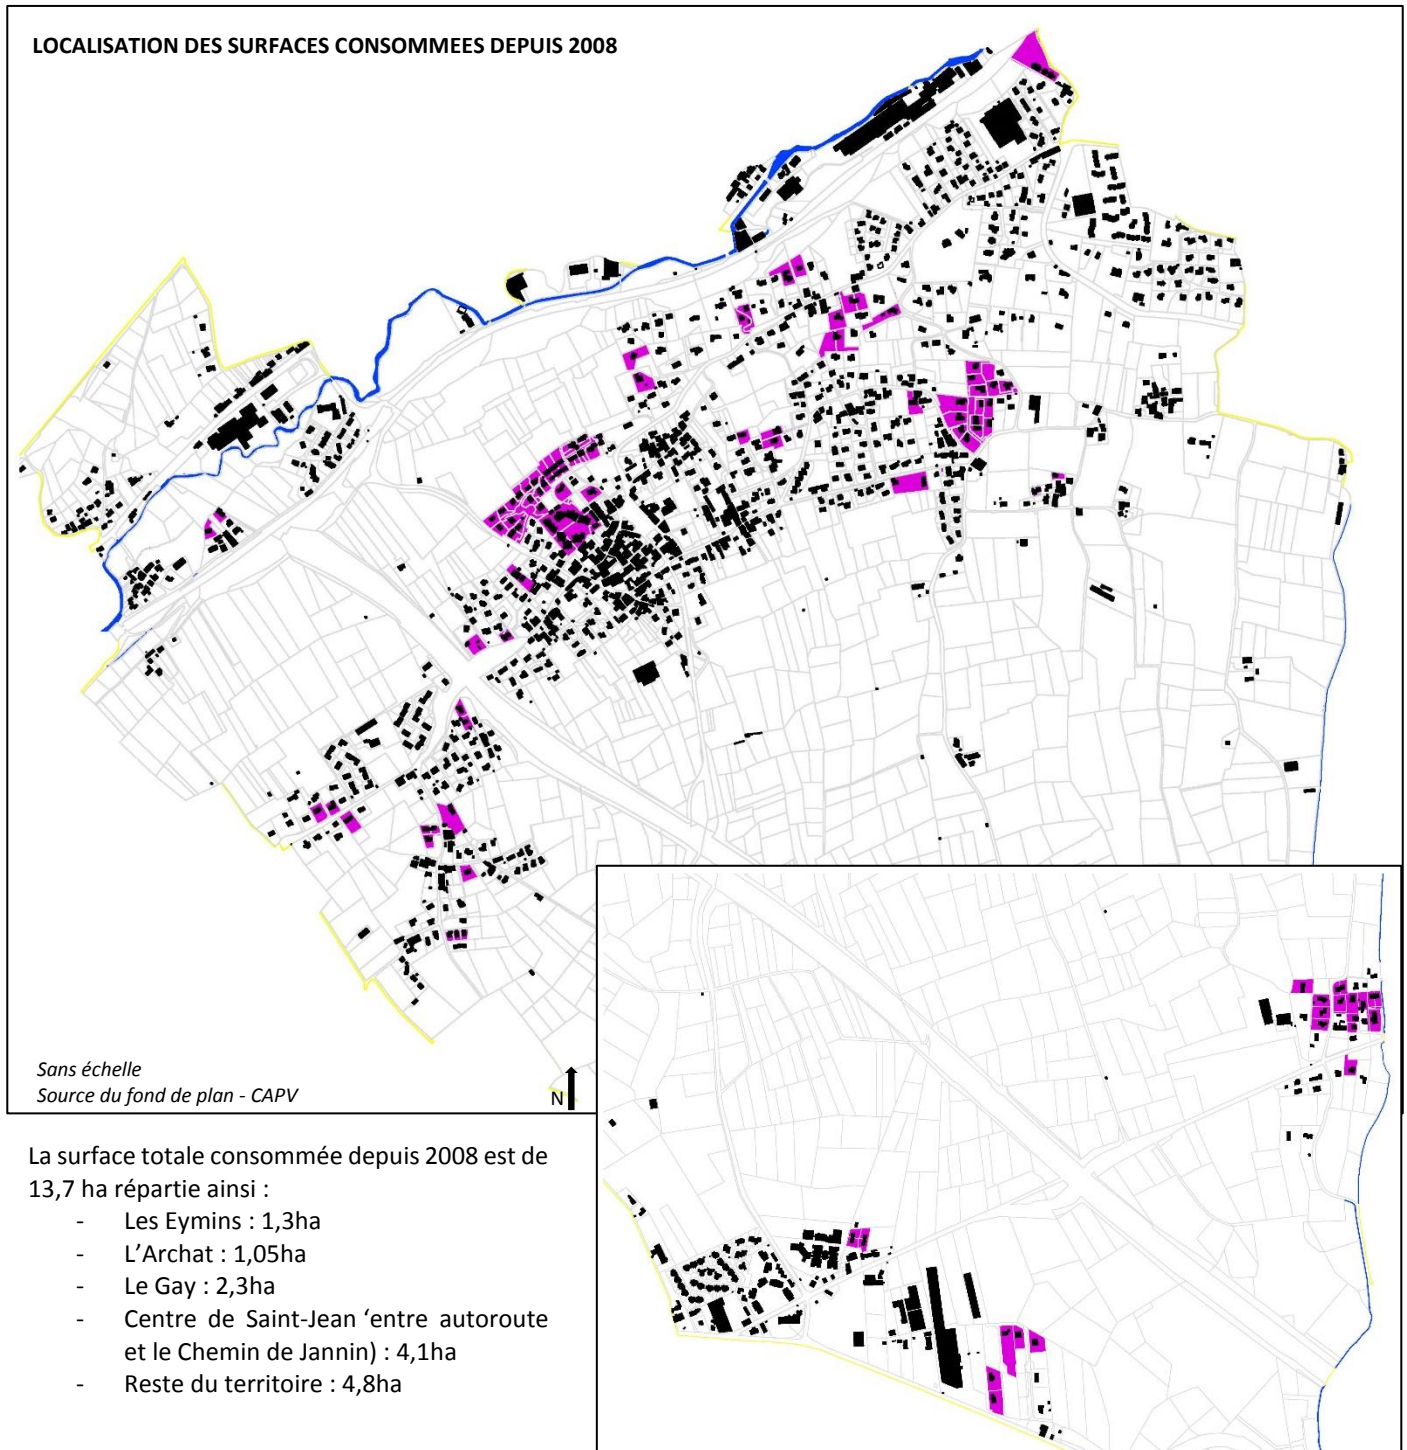 LOCALISATION DES SURFACES CONSOMMEES DEPUIS 2008
Sans échelle
Source du fond de plan - CAPV
N
La surface totale consommée depuis 2008 est de
13,7 ha répartie ainsi :
- Les Eymins : 1,3ha
- L’Archat : 1,05ha
- Le Gay : 2,3ha
- Centre de Saint-Jean ‘entre autoroute
et le Chemin de Jannin) : 4,1ha
- Reste du territoire : 4,8ha